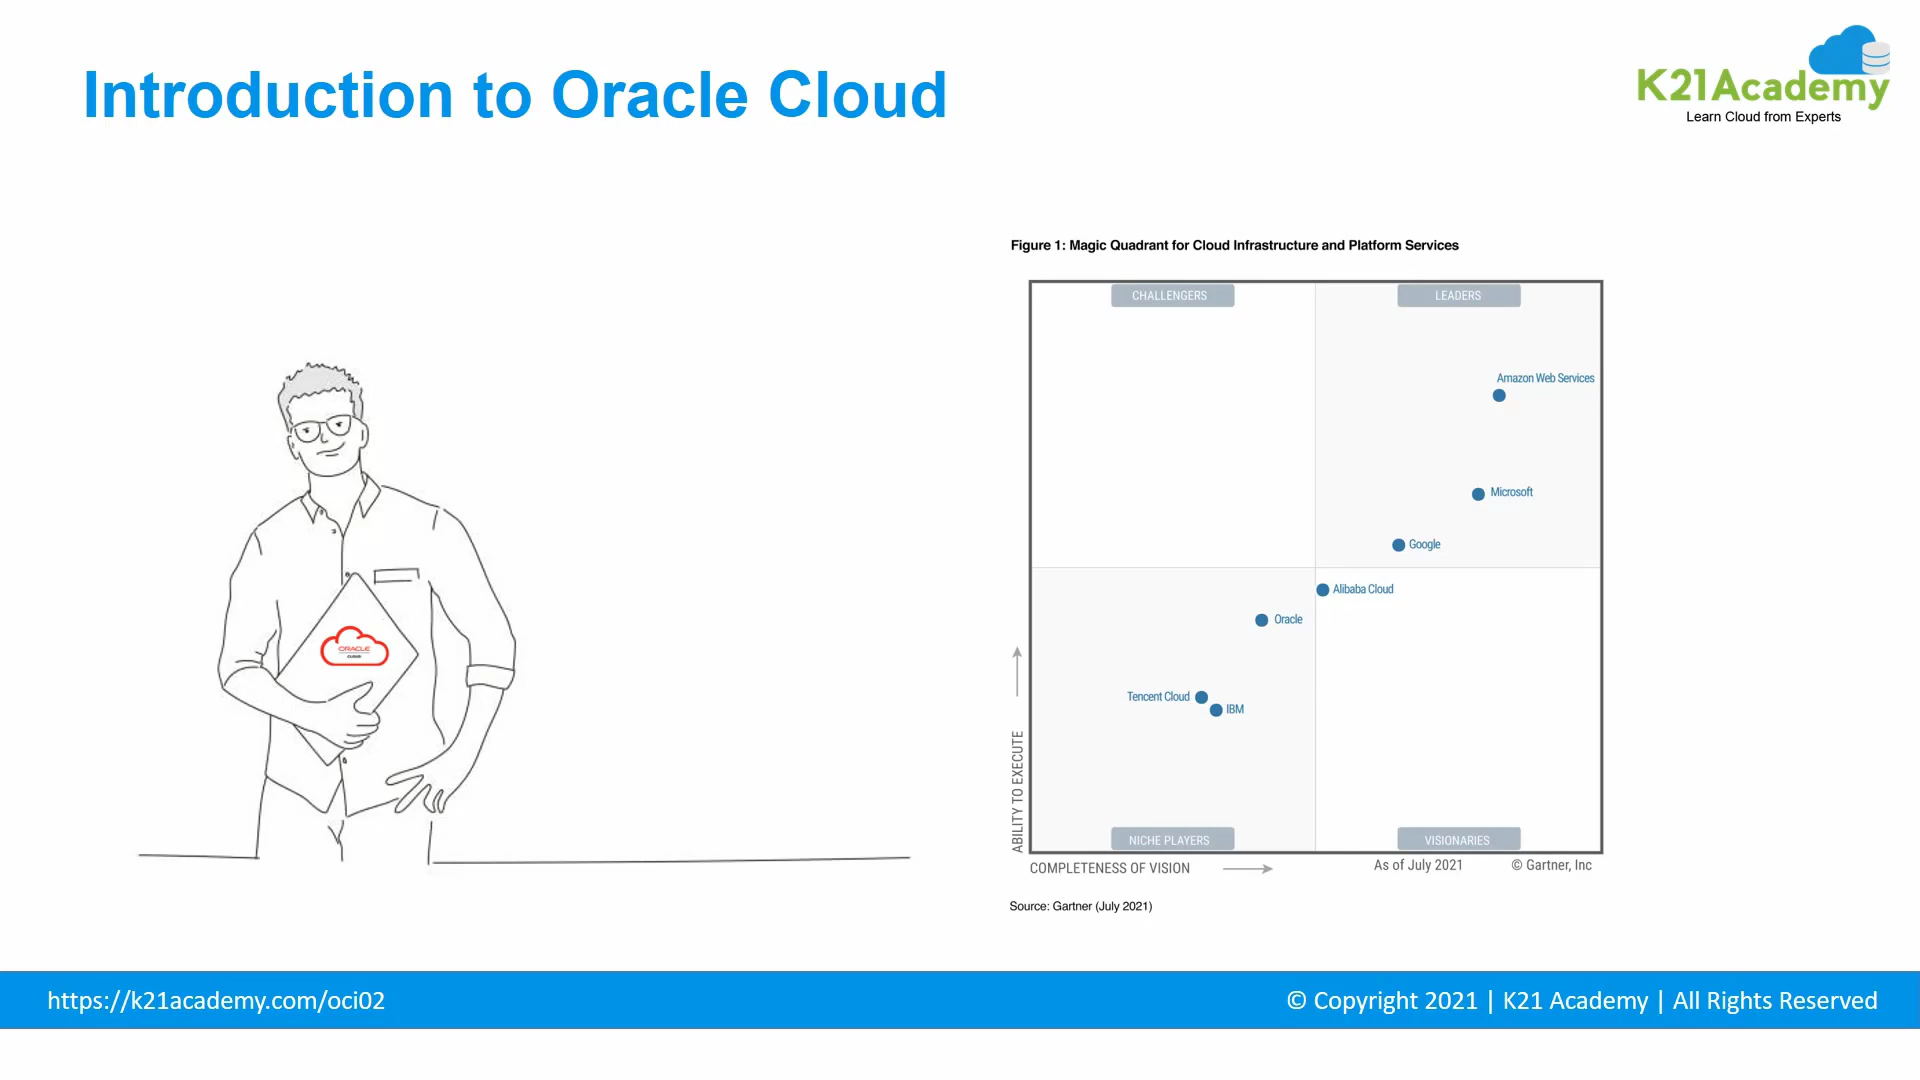 Introduction to Oracle Cloud
K21Academy
Learn Cloud from Experts
Figure 1: Magic Quadrant for Cloud Infrastructure and Platform Services
CHALLENGERS
LEADERS
Amazon Web Services
Microsoft
Google
Alibaba Cloud
Oracle
Tencent Cloud
IBM
ORACLE
CLOUD
ABILITY TO EXECUTE
NICHE PLAYERS
VISIONARIES
COMPLETENESS OF VISION
As of July 2021
© Gartner, Inc
Source: Gartner (July 2021)
https://k21academy.com/oci02
© Copyright 2021 | K21 Academy | All Rights Reserved